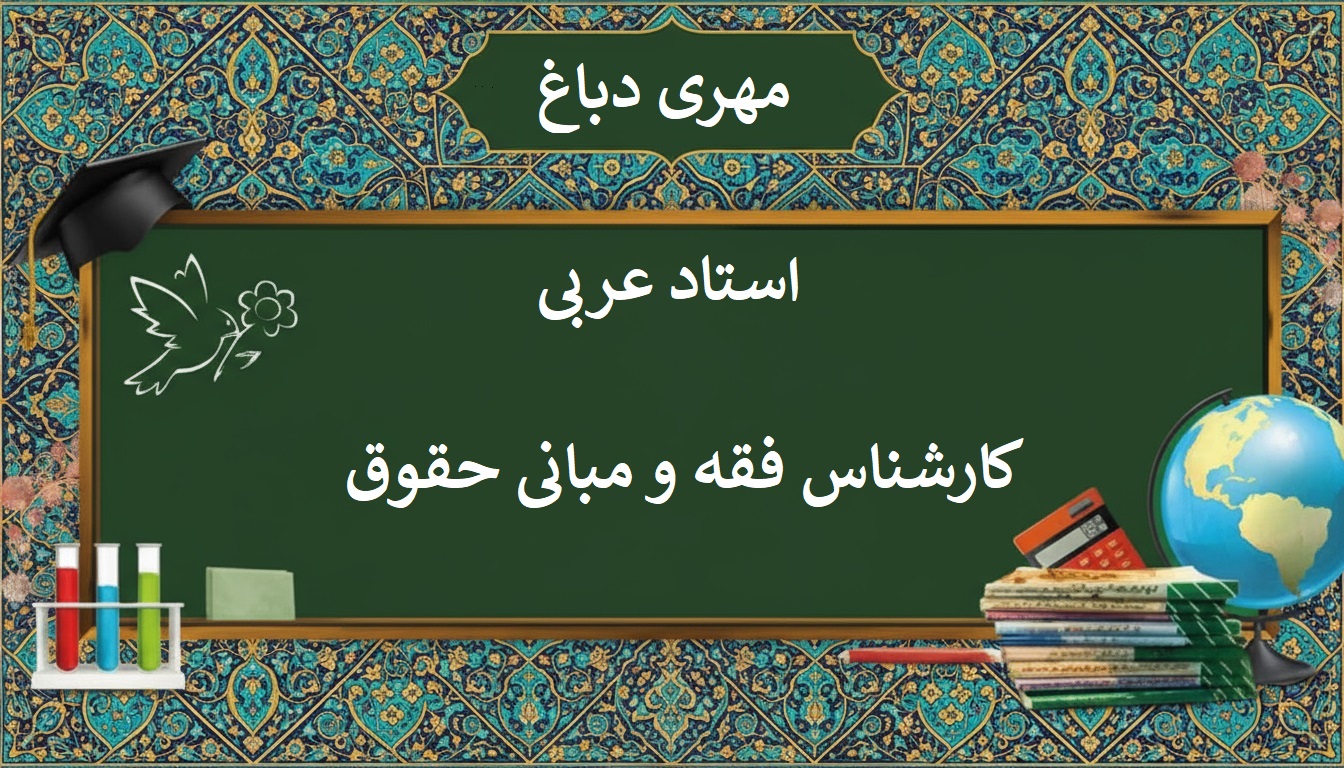 مهری دباغ
استاد عربی
کارشناس فقه و مبانی حقوق